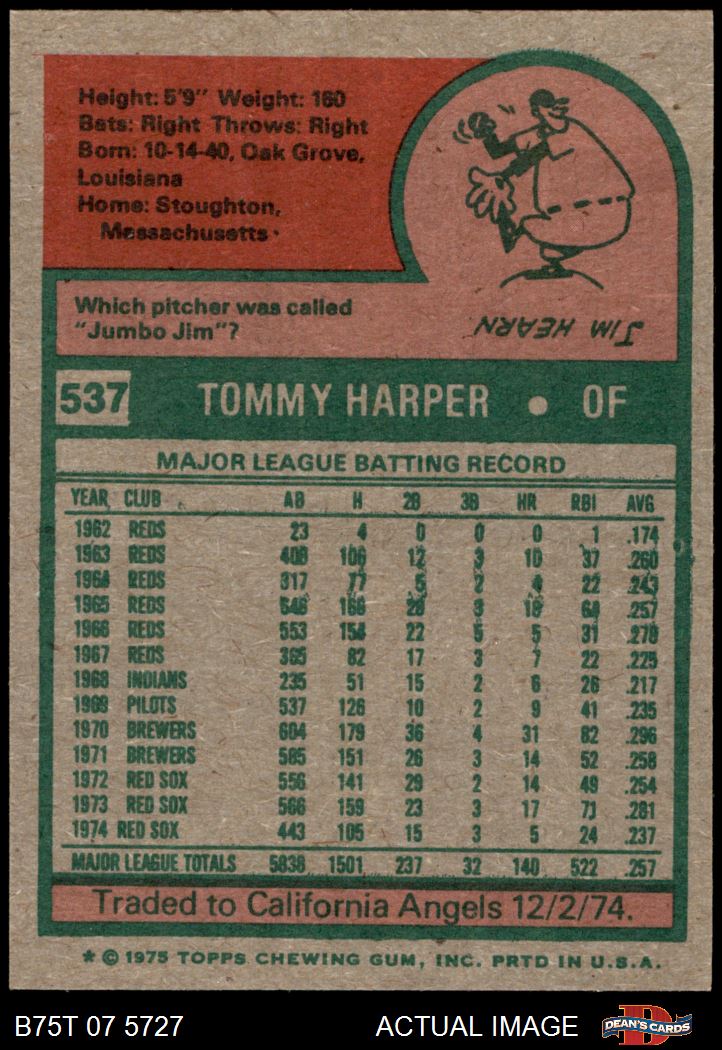 Height: 5'9" Weight: 160
Bats: Right Throws: Right
Born: 10-14-40, Oak Grove,
Louisiana
Home: Stoughton,
Massachusetts
Which pitcher was called
"Jumbo Jim"?
JIM HEARN
537 TOMMY HARPER • OF
MAJOR LEAGUE BATTING RECORD
YEAR CLUB AB H 2B 3B HR RBI AVG
1962 REDS 23 4 0 0 0 1 .174
1963 REDS 408 106 12 3 10 37 .260
1964 REDS 317 77 5 2 4 22 .243
1965 REDS 646 166 28 3 18 64 .257
1966 REDS 553 154 22 5 5 31 .278
1967 REDS 365 82 17 3 7 22 .225
1968 INDIANS 235 51 15 2 6 26 .217
1969 PILOTS 537 126 10 2 9 41 .235
1970 BREWERS 604 179 36 4 31 82 .296
1971 BREWERS 585 151 26 3 14 52 .258
1972 RED SOX 556 141 29 2 14 49 .254
1973 RED SOX 566 159 23 3 17 71 .281
1974 RED SOX 443 105 15 3 5 24 .237
MAJOR LEAGUE TOTALS 5838 1501 237 32 140 522 .257
Traded to California Angels 12/2/74.
* © 1975 TOPPS CHEWING GUM, INC. PRTD IN U.S.A.
B75T 07 5727 ACTUAL IMAGE DEAN'S CARDS